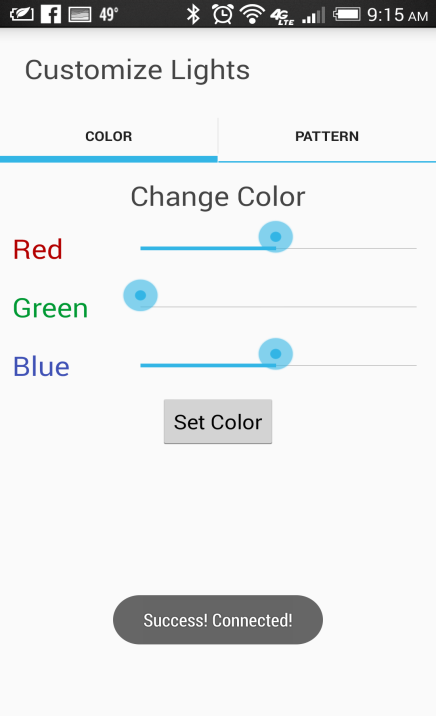 49°
4G LTE
9:15 AM
Customize Lights
COLOR
PATTERN
Change Color
Red
Green
Blue
Set Color
Success! Connected!